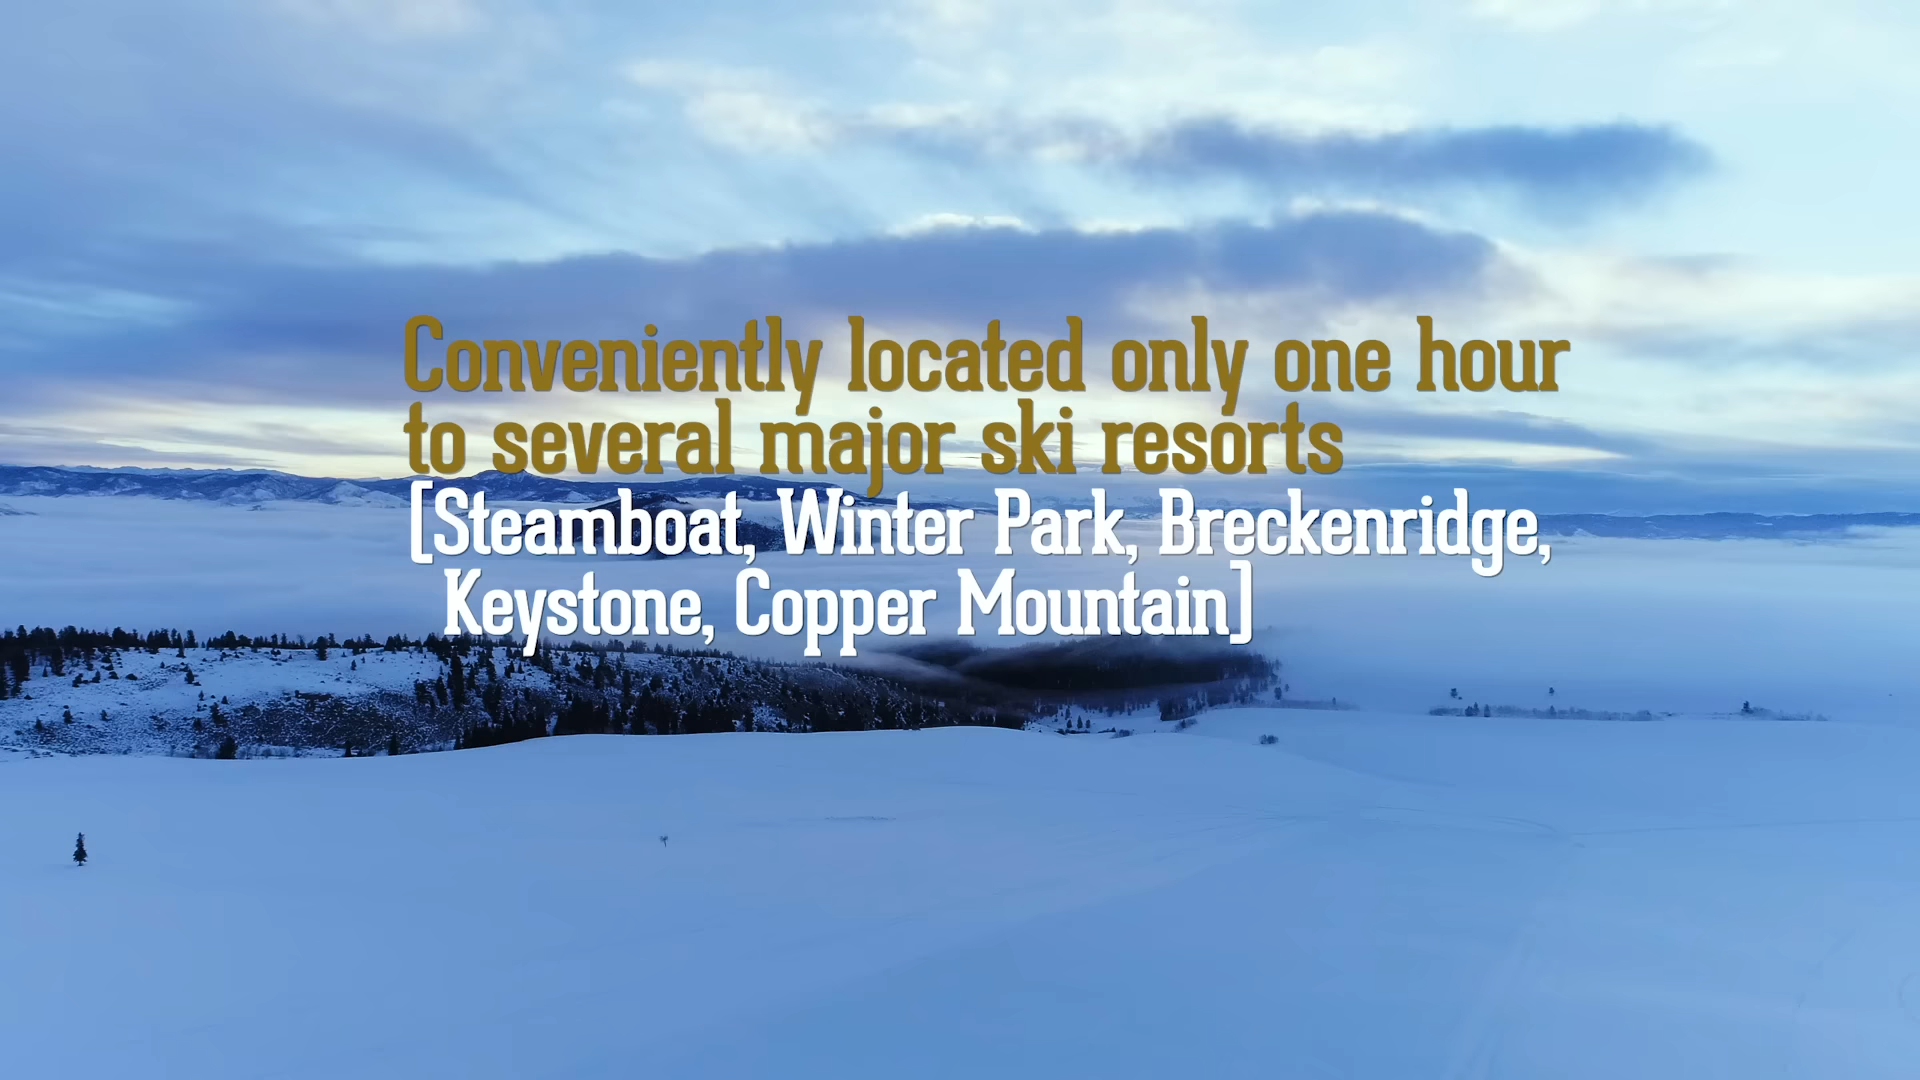 Conveniently located only one hour
to several major ski resorts
[Steamboat, Winter Park, Breckenridge,
Keystone, Copper Mountain]